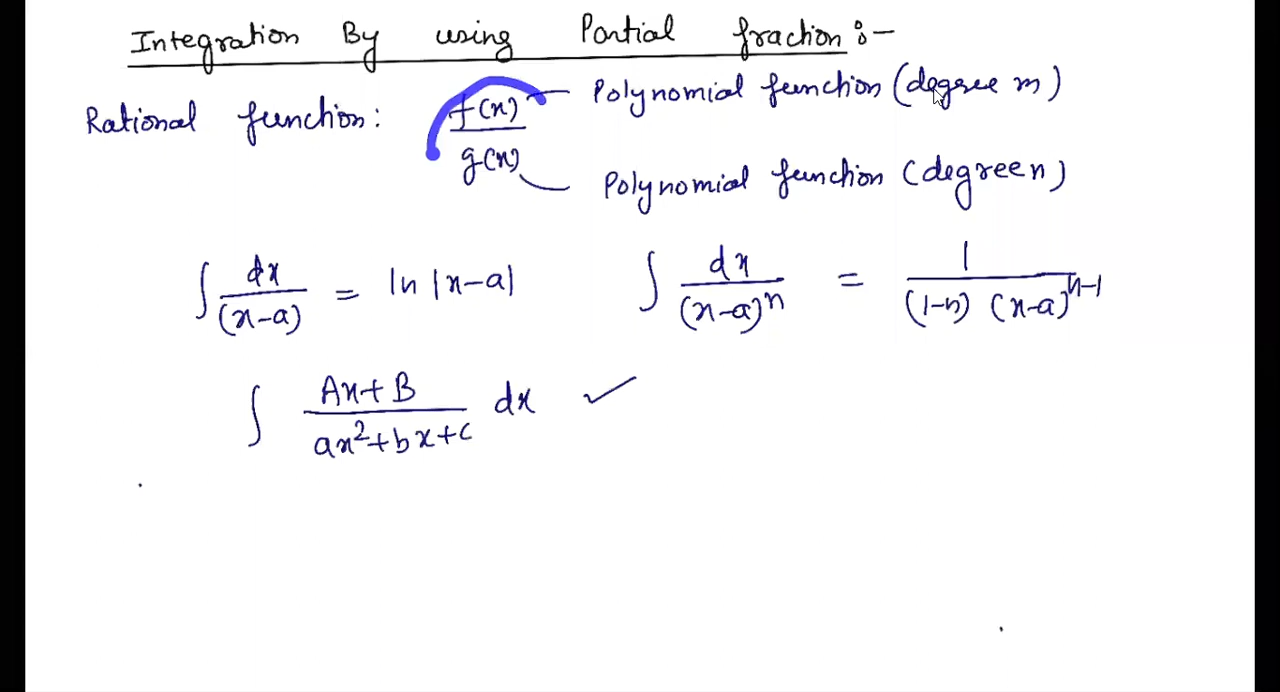 Integration By using Partial fraction :-
Rational function: f(x)/g(x)
Polynomial function (degree m)
Polynomial function (degree n)
∫ dx/(x-a) = ln |x-a|
∫ dx/(x-a)^n = 1/((1-n) (x-a)^(n-1))
∫ (Ax+B)/(ax²+bx+c) dx ✓